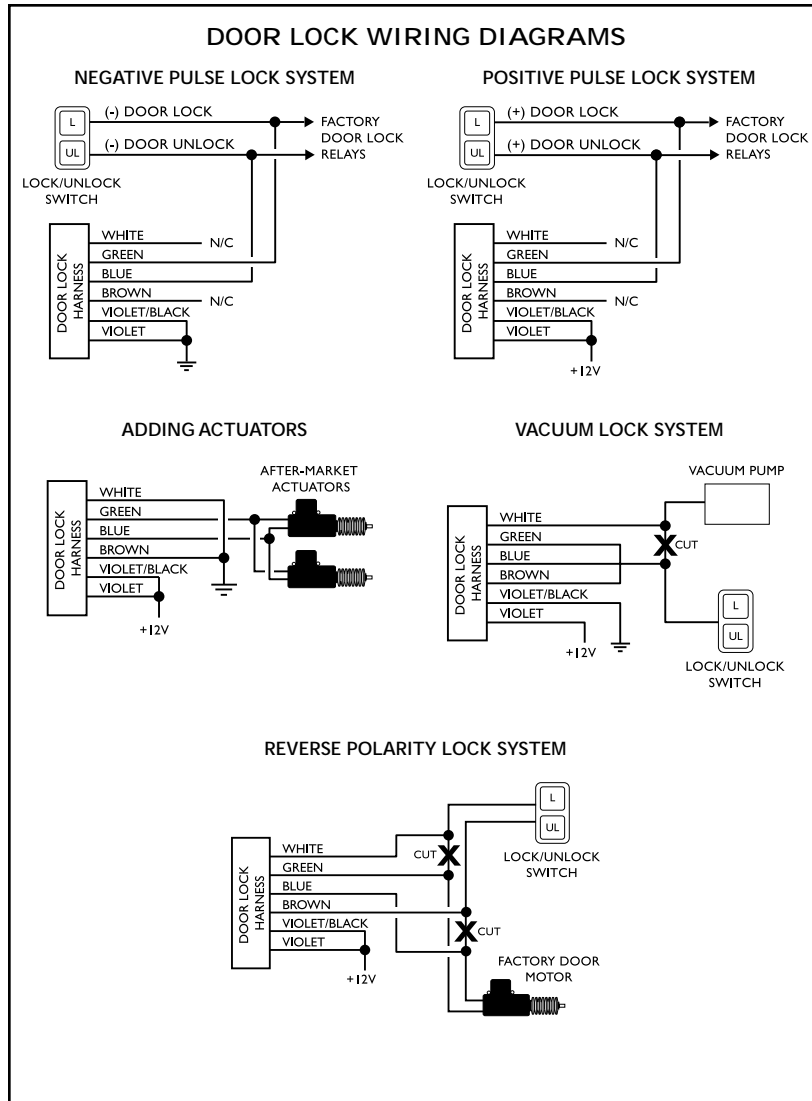 DOOR LOCK WIRING DIAGRAMS
NEGATIVE PULSE LOCK SYSTEM
L
(-) DOOR LOCK
FACTORY
DOOR LOCK
RELAYS
UL
(-) DOOR UNLOCK
LOCK/UNLOCK
SWITCH
DOOR LOCK
HARNESS
WHITE
N/C
GREEN
BLUE
BROWN
N/C
VIOLET/BLACK
VIOLET
POSITIVE PULSE LOCK SYSTEM
L
(+) DOOR LOCK
FACTORY
DOOR LOCK
RELAYS
UL
(+) DOOR UNLOCK
LOCK/UNLOCK
SWITCH
DOOR LOCK
HARNESS
WHITE
N/C
GREEN
BLUE
BROWN
N/C
VIOLET/BLACK
VIOLET
+12V
ADDING ACTUATORS
AFTER-MARKET
ACTUATORS
DOOR LOCK
HARNESS
WHITE
GREEN
BLUE
BROWN
VIOLET/BLACK
VIOLET
+12V
VACUUM LOCK SYSTEM
VACUUM PUMP
DOOR LOCK
HARNESS
WHITE
GREEN
CUT
BLUE
BROWN
VIOLET/BLACK
VIOLET
+12V
L
UL
LOCK/UNLOCK
SWITCH
REVERSE POLARITY LOCK SYSTEM
L
UL
LOCK/UNLOCK
SWITCH
DOOR LOCK
HARNESS
WHITE
CUT
GREEN
BLUE
BROWN
VIOLET/BLACK
CUT
VIOLET
+12V
FACTORY DOOR
MOTOR